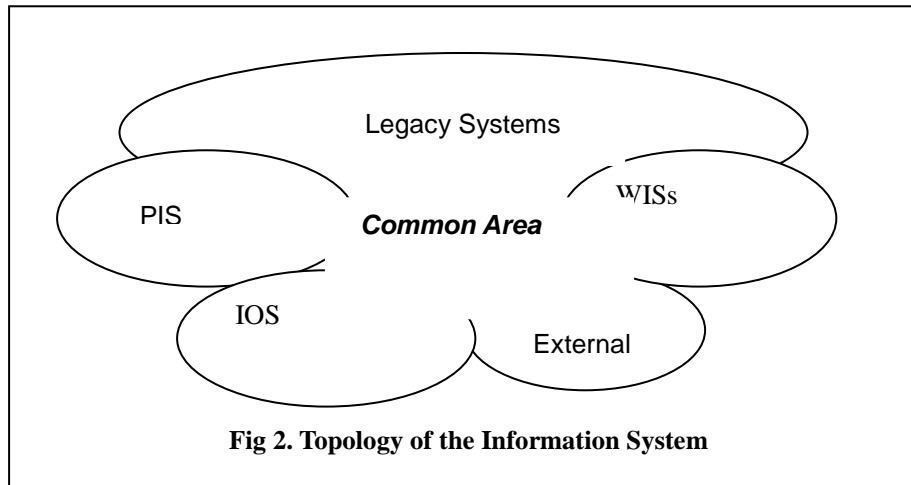 Legacy Systems
PIS
WISs
Common Area
IOS
External
Fig 2. Topology of the Information System